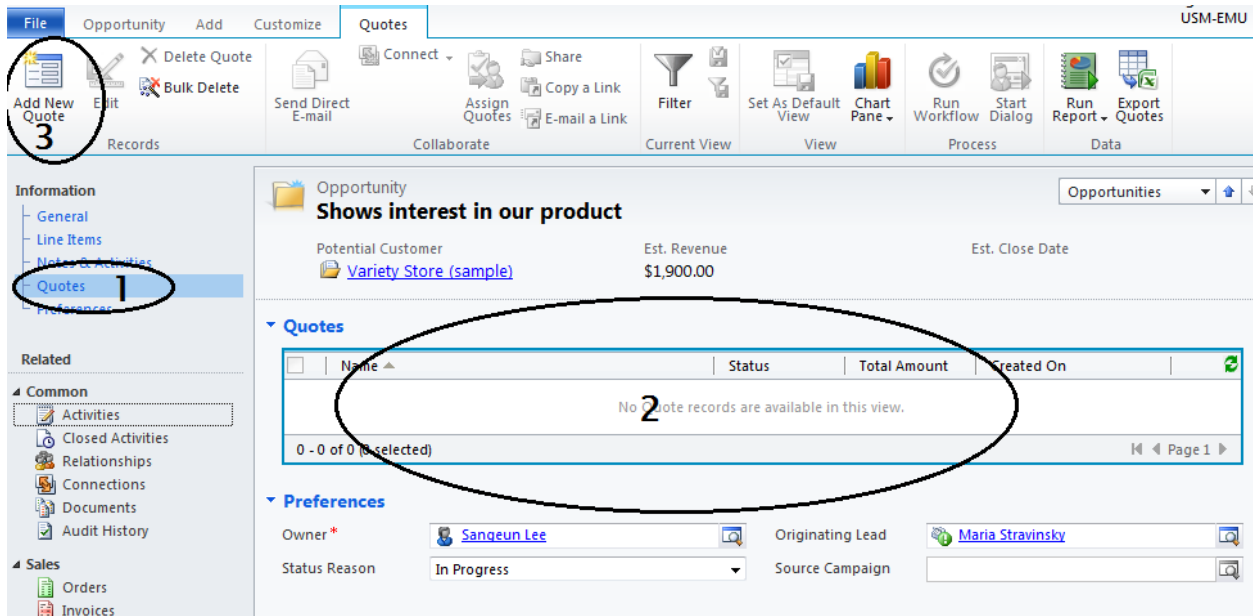 USM-EMU
File Opportunity Add Customize Quotes
Add New Quote
Edit
Delete Quote
Bulk Delete
Records
Send Direct E-mail
Connect
Assign Quotes
Share
Copy a Link
E-mail a Link
Collaborate
Filter
Current View
Set As Default View
Chart Pane
View
Run Workflow
Start Dialog
Process
Run Report
Export Quotes
Data
3
Information
General
Line Items
Notes & Activities
Quotes
1
Preferences
Related
Common
Activities
Closed Activities
Relationships
Connections
Documents
Audit History
Sales
Orders
Invoices
Opportunity
Shows interest in our product
Opportunities
Potential Customer Est. Revenue Est. Close Date
Variety Store (sample) $1,900.00
Quotes
Name Status Total Amount Created On
No Quote records are available in this view.
2
0 - 0 of 0 (0 selected) Page 1
Preferences
Owner * Sangeun Lee Originating Lead Maria Stravinsky
Status Reason In Progress Source Campaign